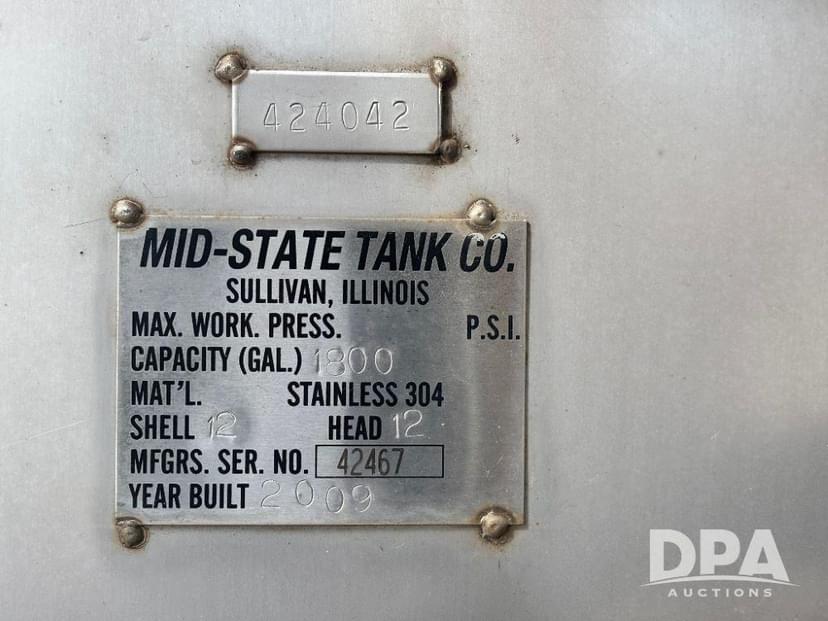 424042
MID-STATE TANK CO.
SULLIVAN, ILLINOIS
MAX. WORK. PRESS. P.S.I.
CAPACITY (GAL.) 1800
MAT'L. STAINLESS 304
SHELL 12 HEAD 12
MFGRS. SER. NO. 42467
YEAR BUILT 2009
DPA
AUCTIONS